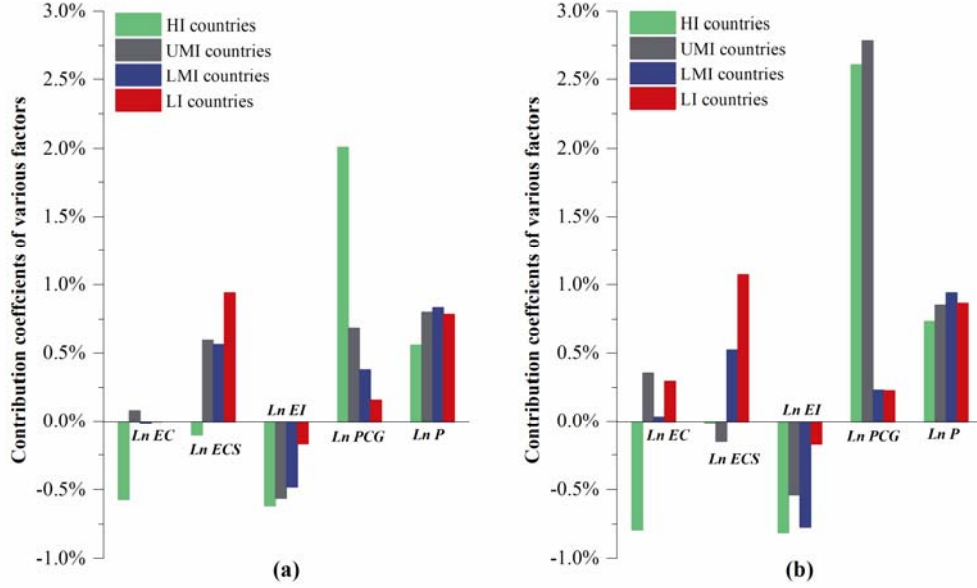 Contribution coeffcients of various factors
3.0%
2.5%
2.0%
1.5%
1.0%
0.5%
0.0%
-0.5%
-1.0%
HI countries
UMI countries
LMI countries
LI countries
Ln EC
Ln ECS
Ln EI
Ln PCG
Ln P
(a)
Contribution coeffcients of various factors
3.0%
2.5%
2.0%
1.5%
1.0%
0.5%
0.0%
-0.5%
-1.0%
HI countries
UMI countries
LMI countries
LI countries
Ln EC
Ln ECS
Ln EI
Ln PCG
Ln P
(b)